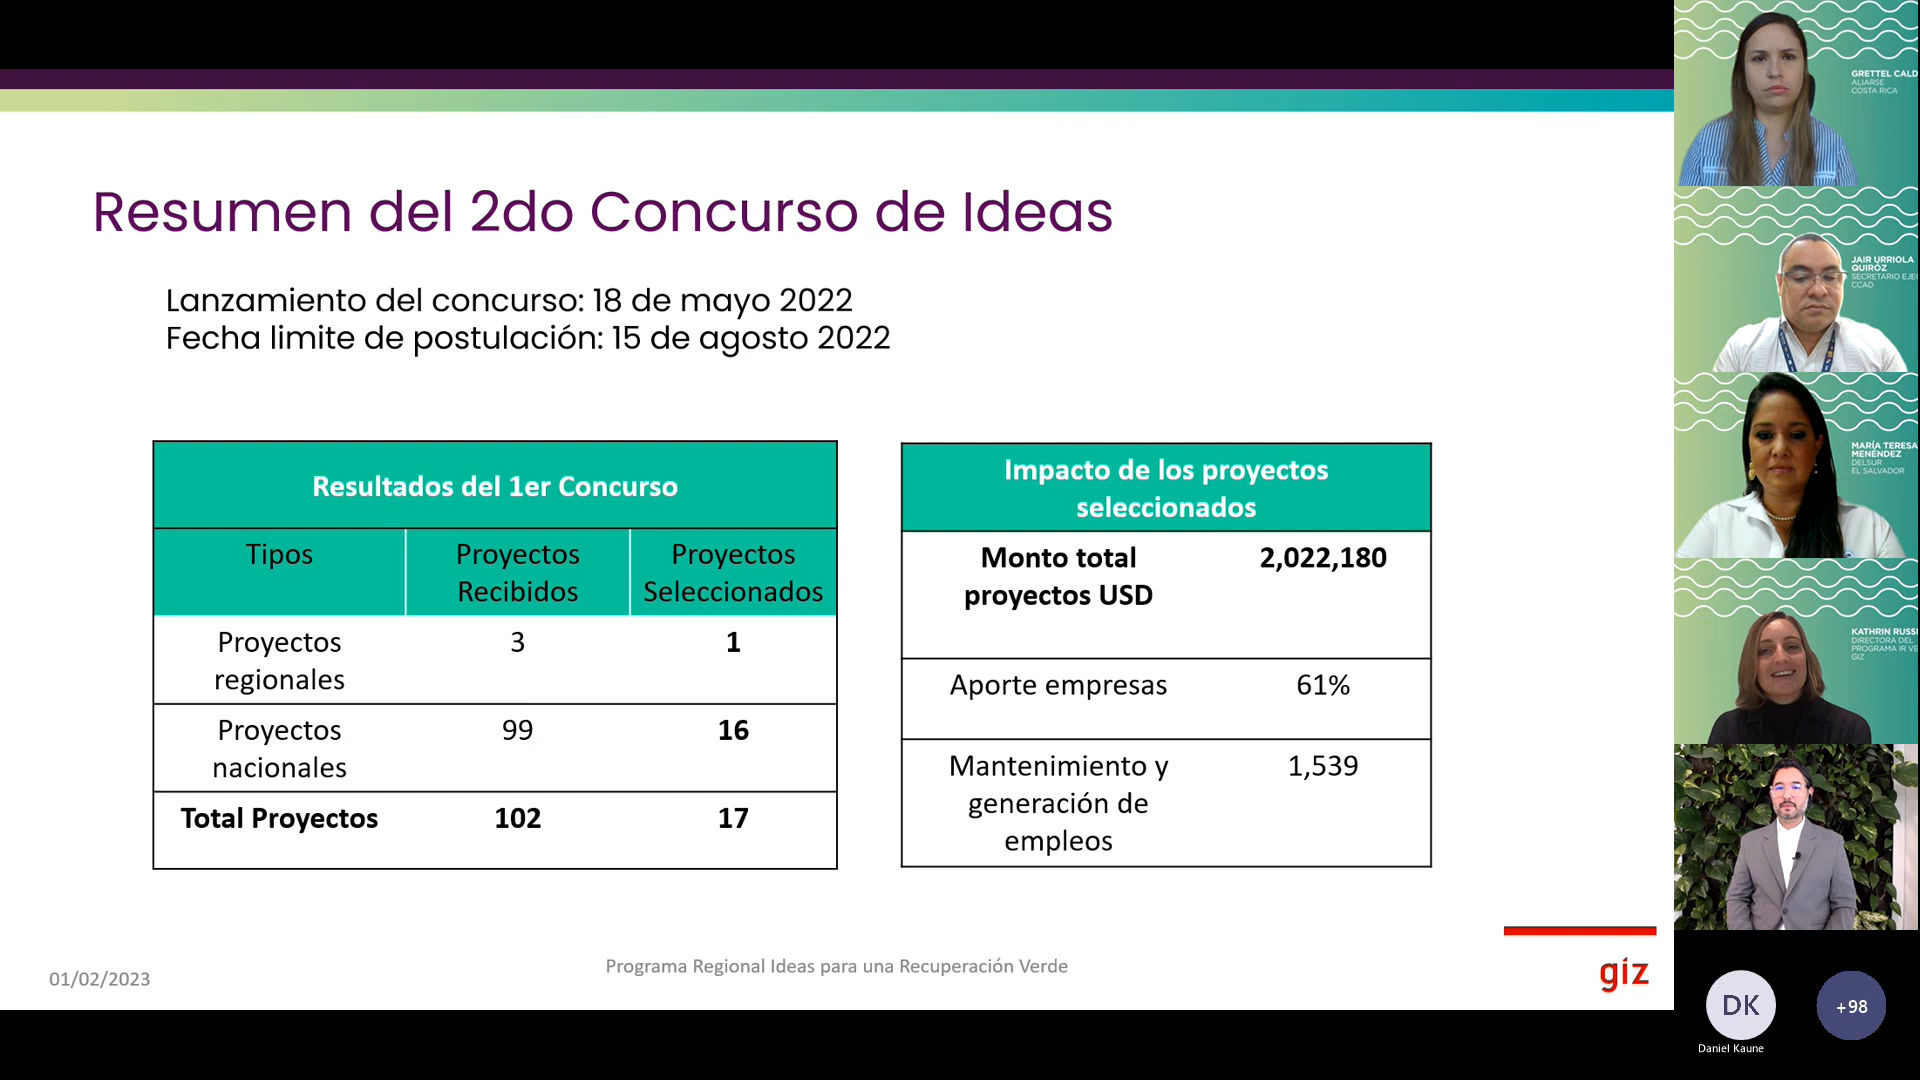 Resumen del 2do Concurso de Ideas
Lanzamiento del concurso: 18 de mayo 2022
Fecha limite de postulación: 15 de agosto 2022
Resultados del 1er Concurso
Tipos
Proyectos
Recibidos
Proyectos
Seleccionados
Proyectos
regionales
3
1
Proyectos
nacionales
99
16
Total Proyectos
102
17
Impacto de los proyectos
seleccionados
Monto total
proyectos USD
2,022,180
Aporte empresas
61%
Mantenimiento y
generación de
empleos
1,539
01/02/2023
Programa Regional Ideas para una Recuperación Verde
giz
GRETTEL CALD
ALIARSE
COSTA RICA
JAIR URRIOLA
QUIRÓZ
SECRETARIO EJEC
CCAD
MARÍA TERESA
MENÉNDEZ
DELSUR
EL SALVADOR
KATHRIN RUSSE
DIRECTORA DEL
PROGRAMA IR VE
GIZ
DK
Daniel Kaune
+98